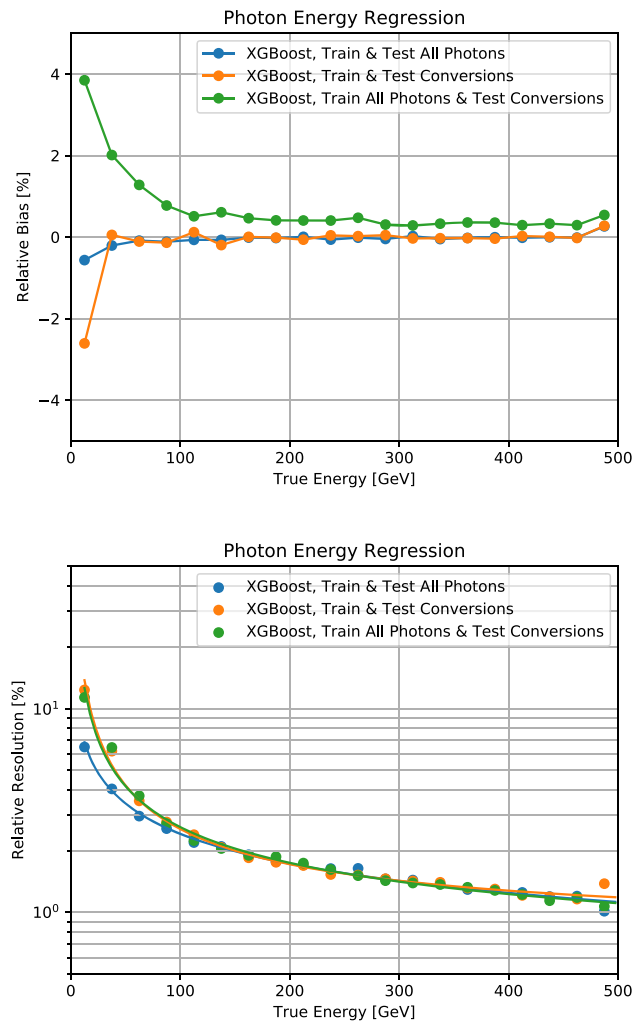 Photon Energy Regression
XGBoost, Train & Test All Photons
XGBoost, Train & Test Conversions
XGBoost, Train All Photons & Test Conversions
4
2
0
−2
−4
Relative Bias [%]
0 100 200 300 400 500
True Energy [GeV]
Photon Energy Regression
XGBoost, Train & Test All Photons
XGBoost, Train & Test Conversions
XGBoost, Train All Photons & Test Conversions
10¹
10⁰
Relative Resolution [%]
0 100 200 300 400 500
True Energy [GeV]